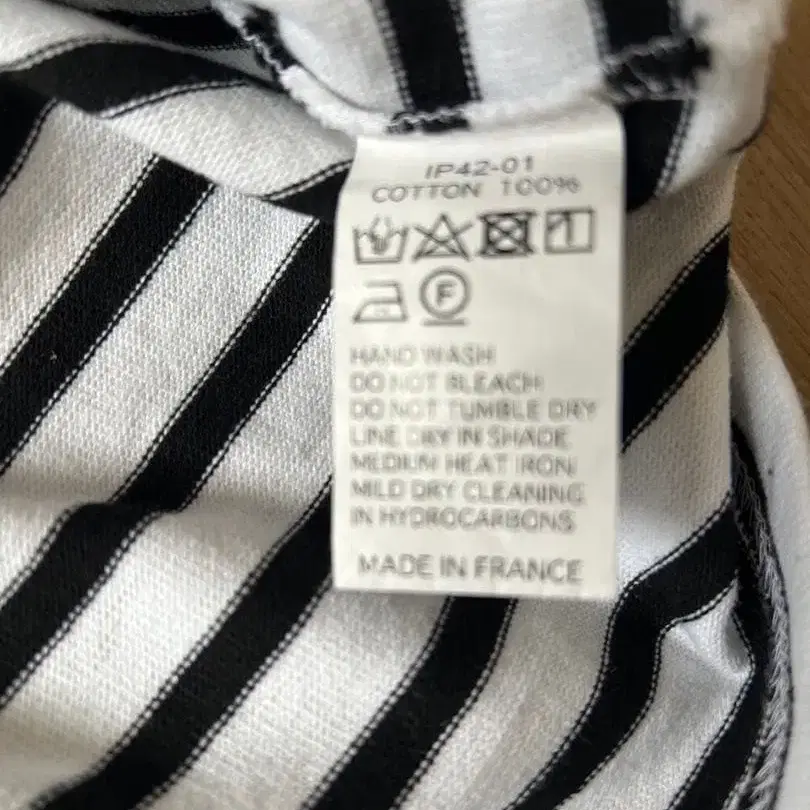 IP42-01
COTTON 100%
F
HAND WASH
DO NOT BLEACH
DO NOT TUMBLE DRY
LINE DRY IN SHADE
MEDIUM HEAT IRON
MILD DRY CLEANING
IN HYDROCARBONS
MADE IN FRANCE